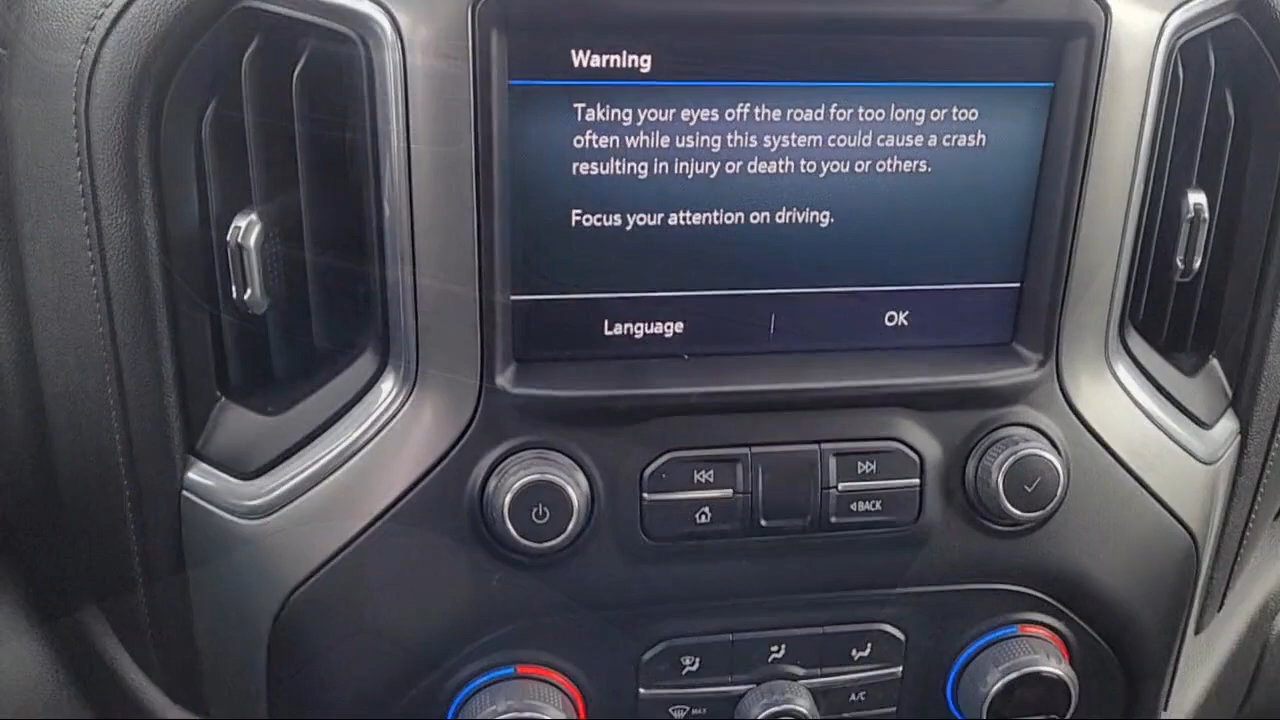 Warning
Taking your eyes off the road for too long or too
often while using this system could cause a crash
resulting in injury or death to you or others.
Focus your attention on driving.
Language
OK
BACK
A/C
MAX